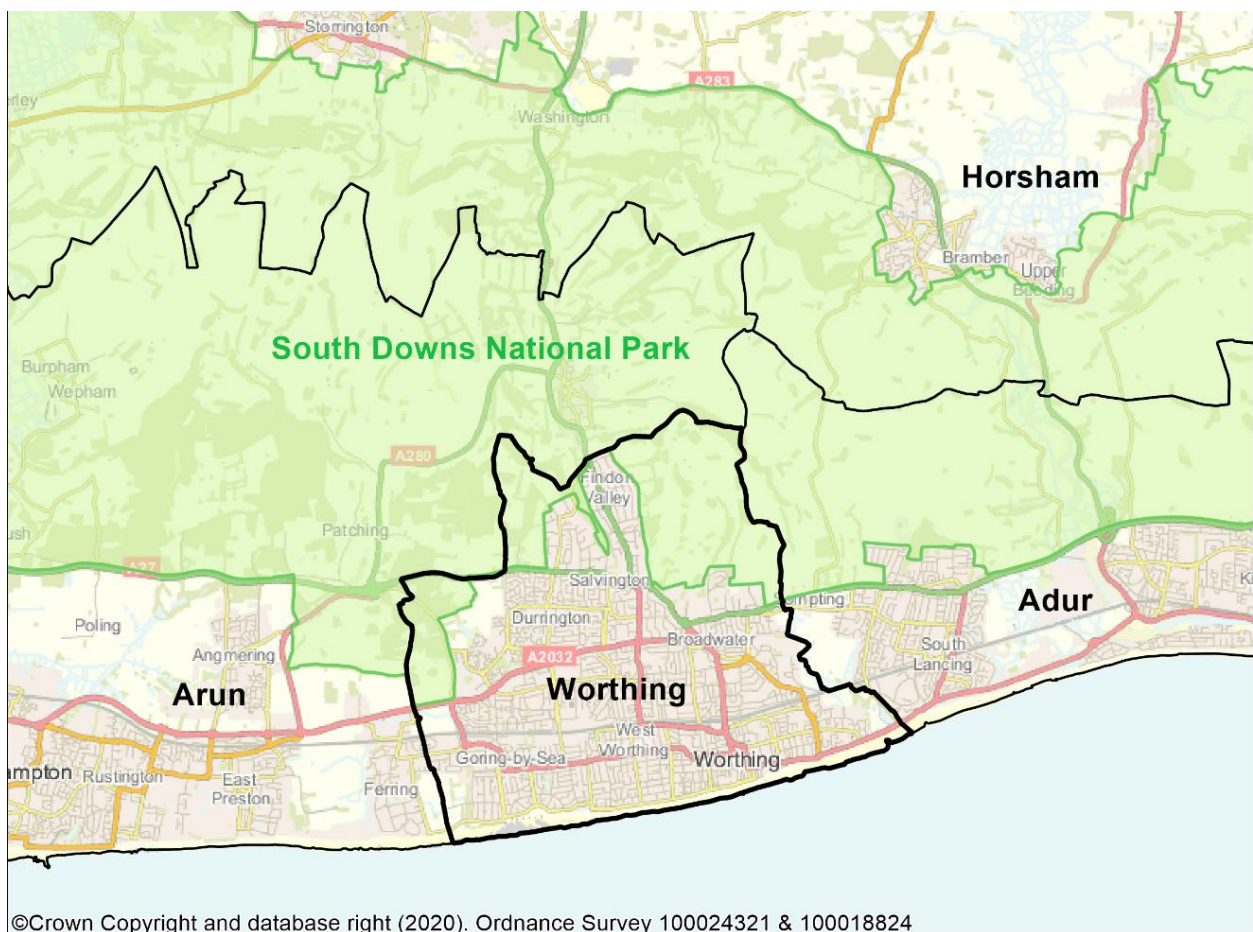 Storrington
A283
erley
Washington
Horsham
Bramber
Upper
Beeding
South Downs National Park
Burpham
Wepham
A280
Findon
Valley
Patching
A27
Salvington
Poling
Durrington
Adur
Broadwater
Angmering
South
Lancing
A2032
Arun
Worthing
West
Worthing
Goring-by-Sea
Worthing
ampton
Rustington
East
Preston
Ferring
©Crown Copyright and database right (2020). Ordnance Survey 100024321 & 100018824